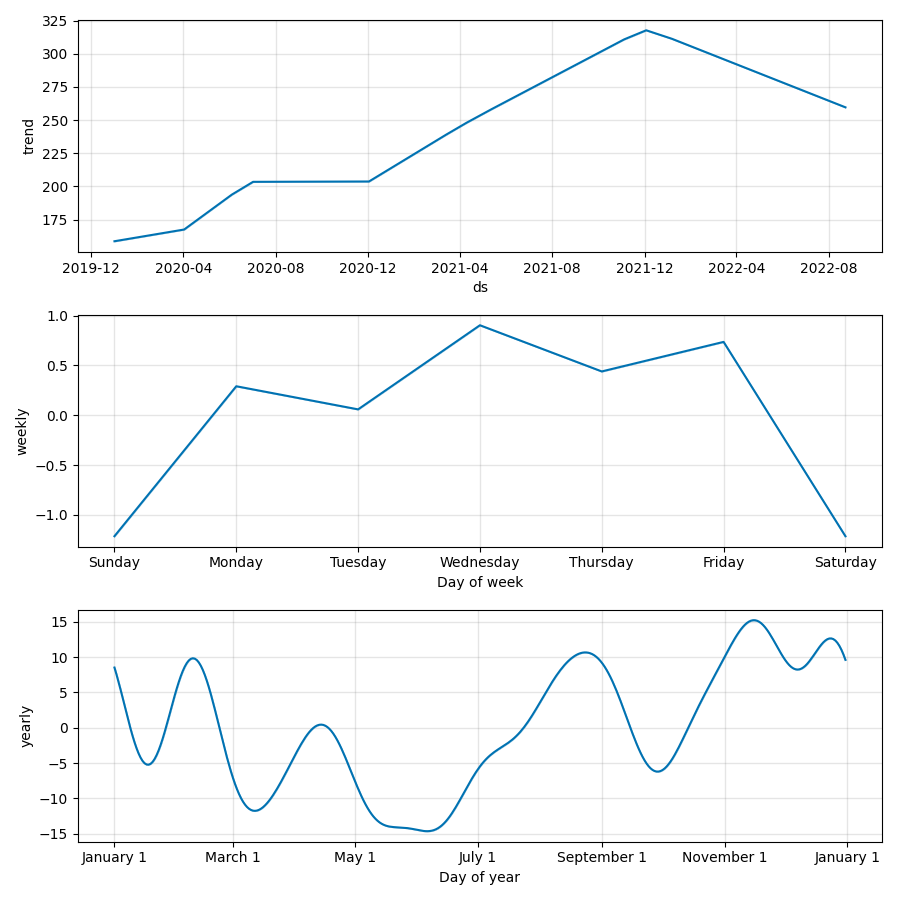 325
300
275
250
225
200
175
trend
2019-12 2020-04 2020-08 2020-12 2021-04 2021-08 2021-12 2022-04 2022-08
ds
1.0
0.5
0.0
−0.5
−1.0
weekly
Sunday Monday Tuesday Wednesday Thursday Friday Saturday
Day of week
15
10
5
0
−5
−10
−15
yearly
January 1 March 1 May 1 July 1 September 1 November 1 January 1
Day of year